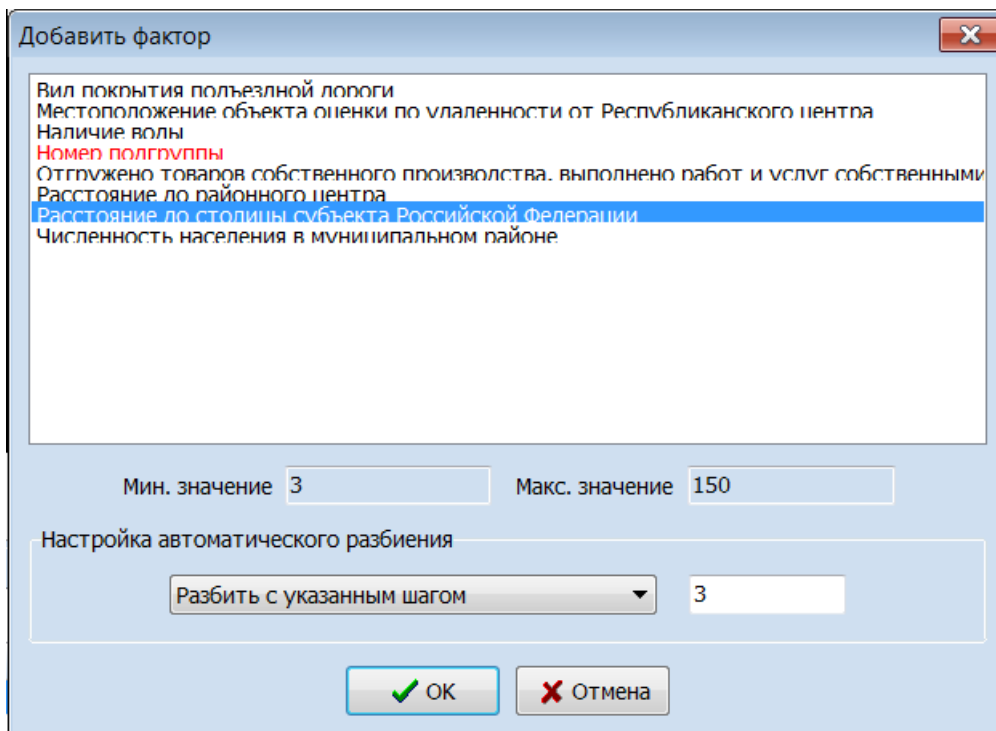 Добавить фактор
Вид покрытия подъездной дороги
Местоположение объекта оценки по удаленности от Республиканского центра
Наличие воды
Номер подгруппы
Отгружено товаров собственного производства, выполнено работ и услуг собственными
Расстояние до районного центра
Расстояние до столицы субъекта Российской Федерации
Численность населения в муниципальном районе
Мин. значение 3 Макс. значение 150
Настройка автоматического разбиения
Разбить с указанным шагом 3
OK Отмена